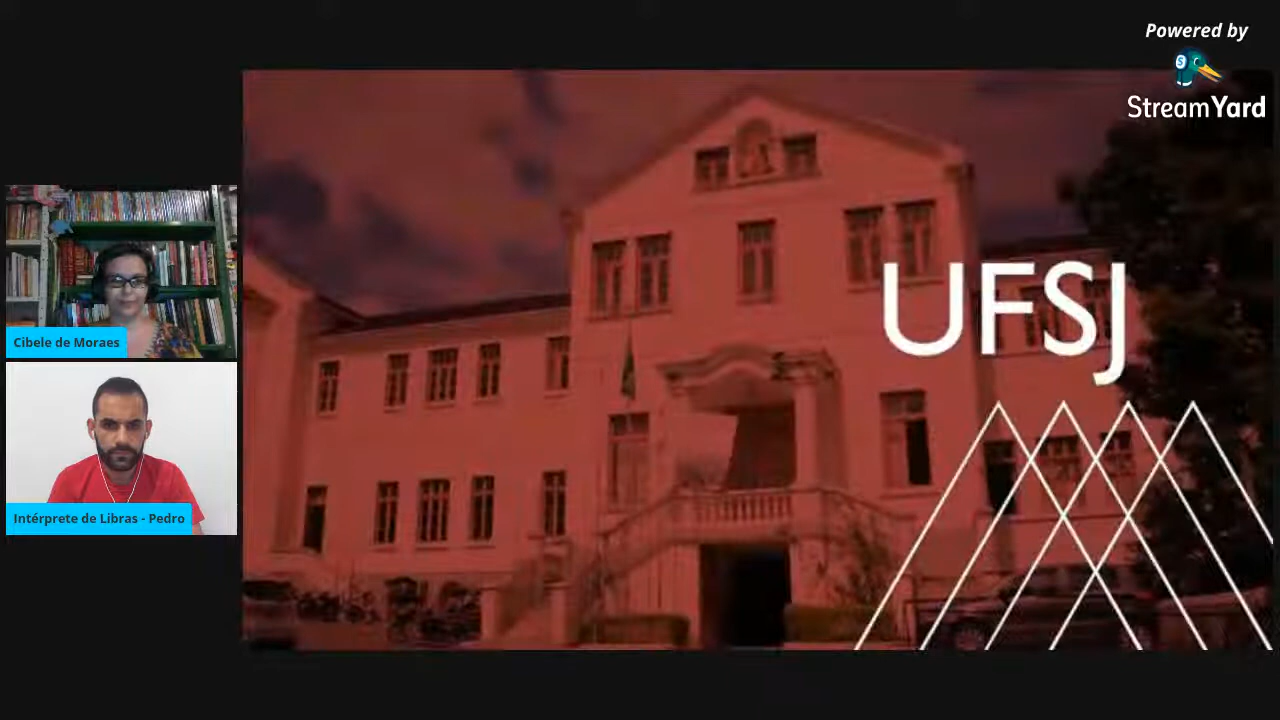 Powered by
StreamYard
UFSJ
Cibele de Moraes
Intérprete de Libras - Pedro